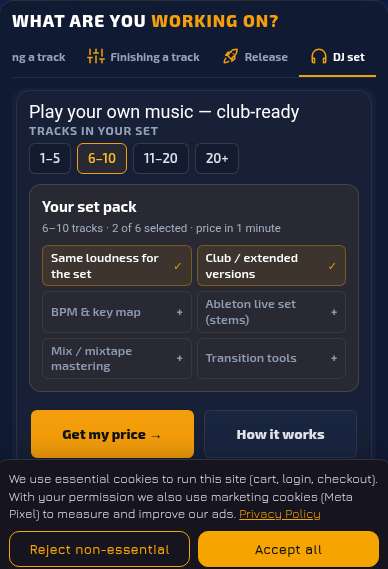 WHAT ARE YOU WORKING ON?
ng a track Finishing a track Release DJ set
Play your own music — club-ready
TRACKS IN YOUR SET
1–5 6–10 11–20 20+
Your set pack
6–10 tracks · 2 of 6 selected · price in 1 minute
Same loudness for the set ✓
Club / extended versions ✓
BPM & key map +
Ableton live set (stems) +
Mix / mixtape mastering +
Transition tools +
Get my price →
How it works
We use essential cookies to run this site (cart, login, checkout).
With your permission we also use marketing cookies (Meta
Pixel) to measure and improve our ads. Privacy Policy
Reject non-essential
Accept all